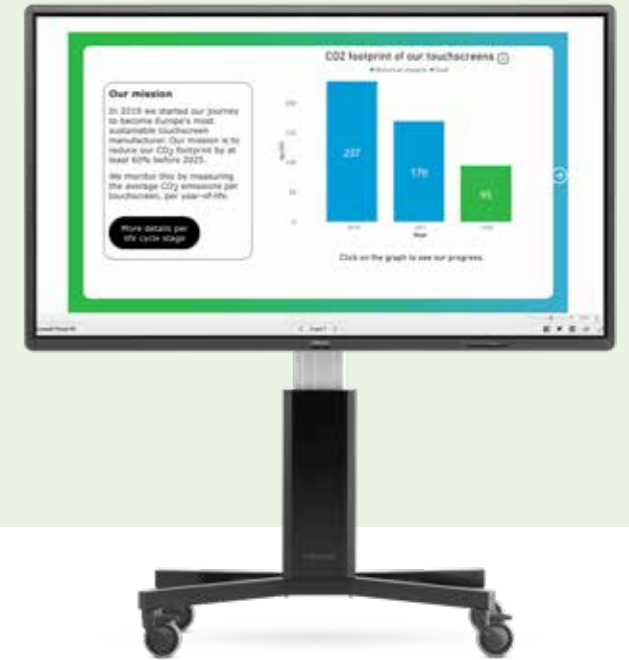 CO2 footprint of our touchscreens
Our mission
In 2019 we started our journey
to become Europe's most
sustainable touchscreen
manufacturer. Our mission is to
reduce our CO2 footprint by at
least 60% before 2025.
We monitor this by measuring
the average CO2 emissions per
touchscreen, per year-of-life.
More details per
life cycle stage
237
170
95
Year
Click on the graph to see our progress